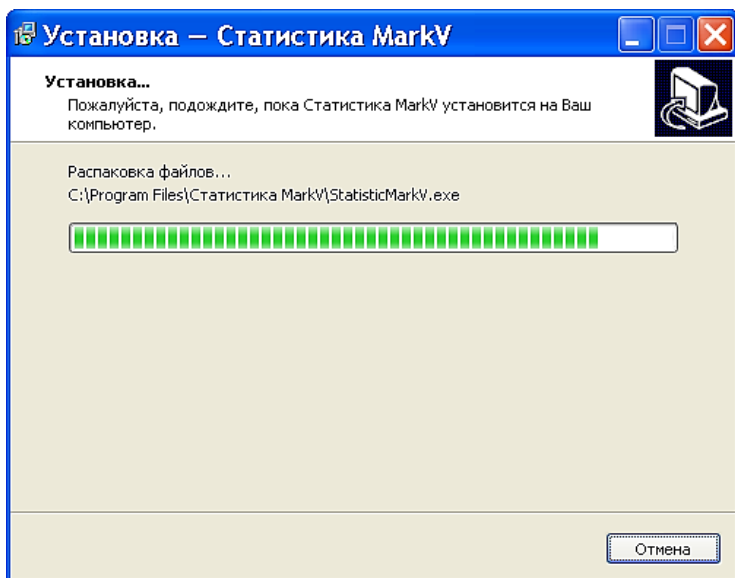 Установка — Статистика MarkV
Установка...
Пожалуйста, подождите, пока Статистика MarkV установится на Ваш
компьютер.
Распаковка файлов...
C:\Program Files\Статистика MarkV\StatisticMarkV.exe
Отмена